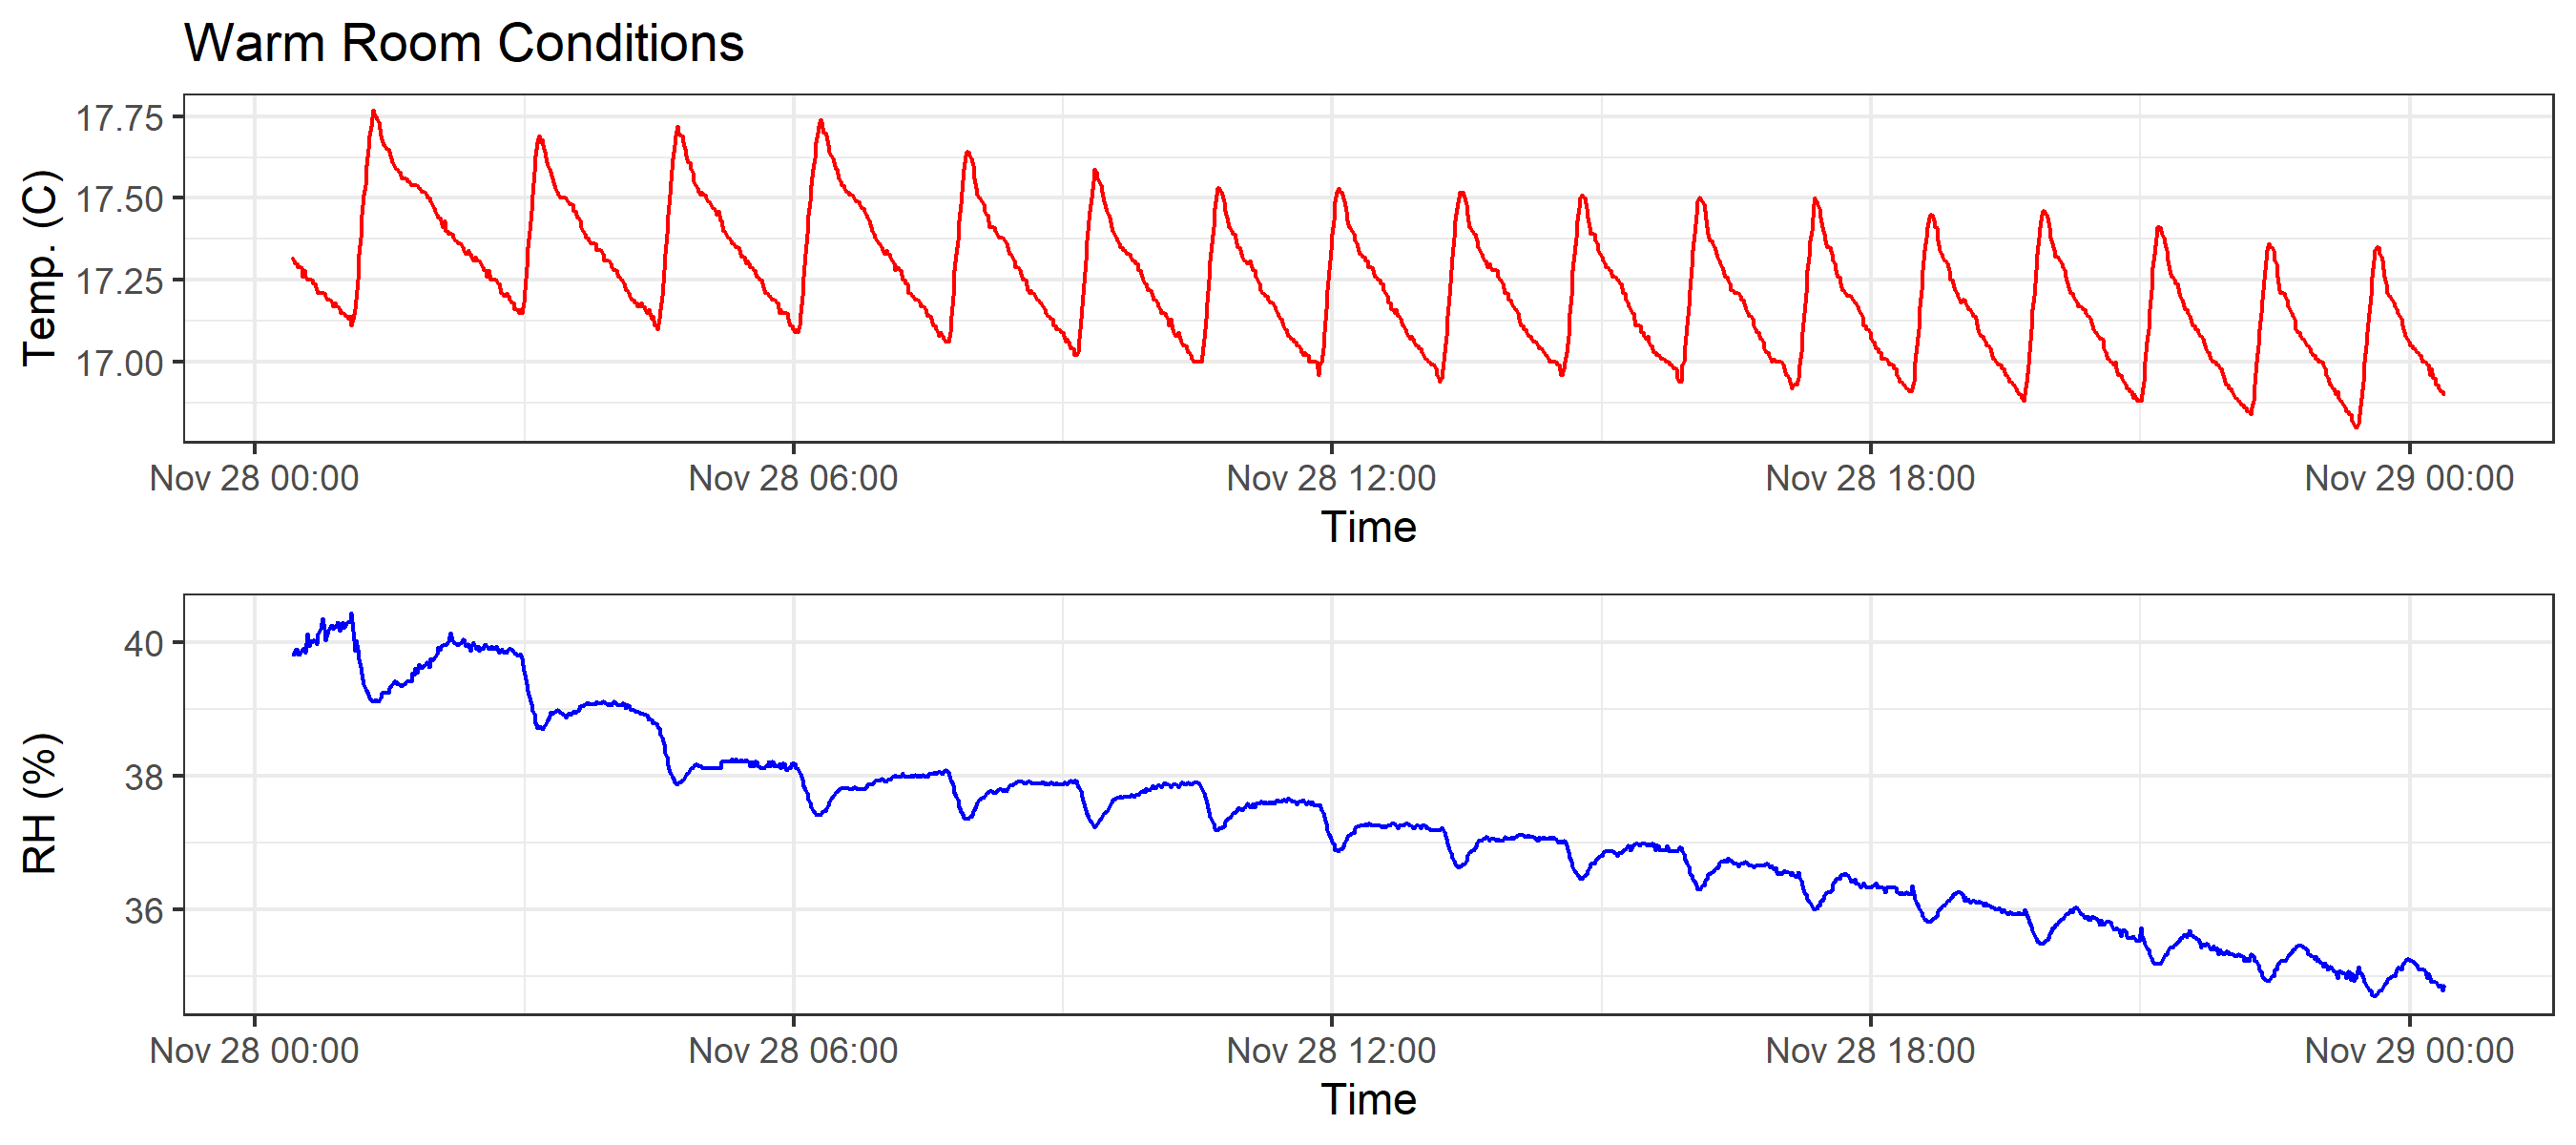 Warm Room Conditions
Temp. (C)
17.75
17.50
17.25
17.00
Nov 28 00:00 Nov 28 06:00 Nov 28 12:00 Nov 28 18:00 Nov 29 00:00
Time
RH (%)
40
38
36
Nov 28 00:00 Nov 28 06:00 Nov 28 12:00 Nov 28 18:00 Nov 29 00:00
Time